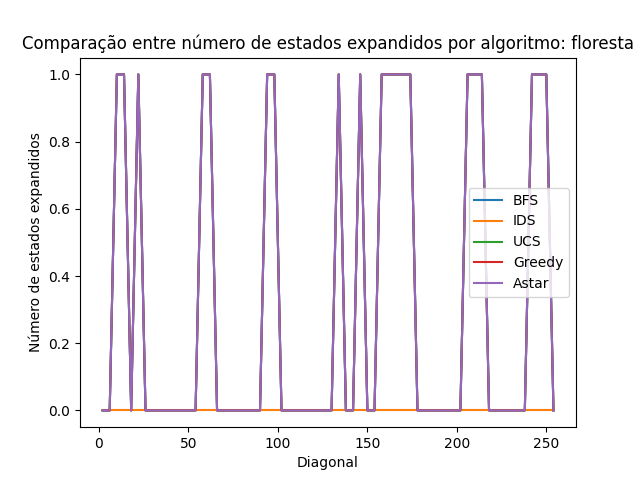 Comparação entre número de estados expandidos por algoritmo: floresta
1.0
0.8
0.6
0.4
0.2
0.0
Número de estados expandidos
BFS
IDS
UCS
Greedy
Astar
0
50
100
150
200
250
Diagonal